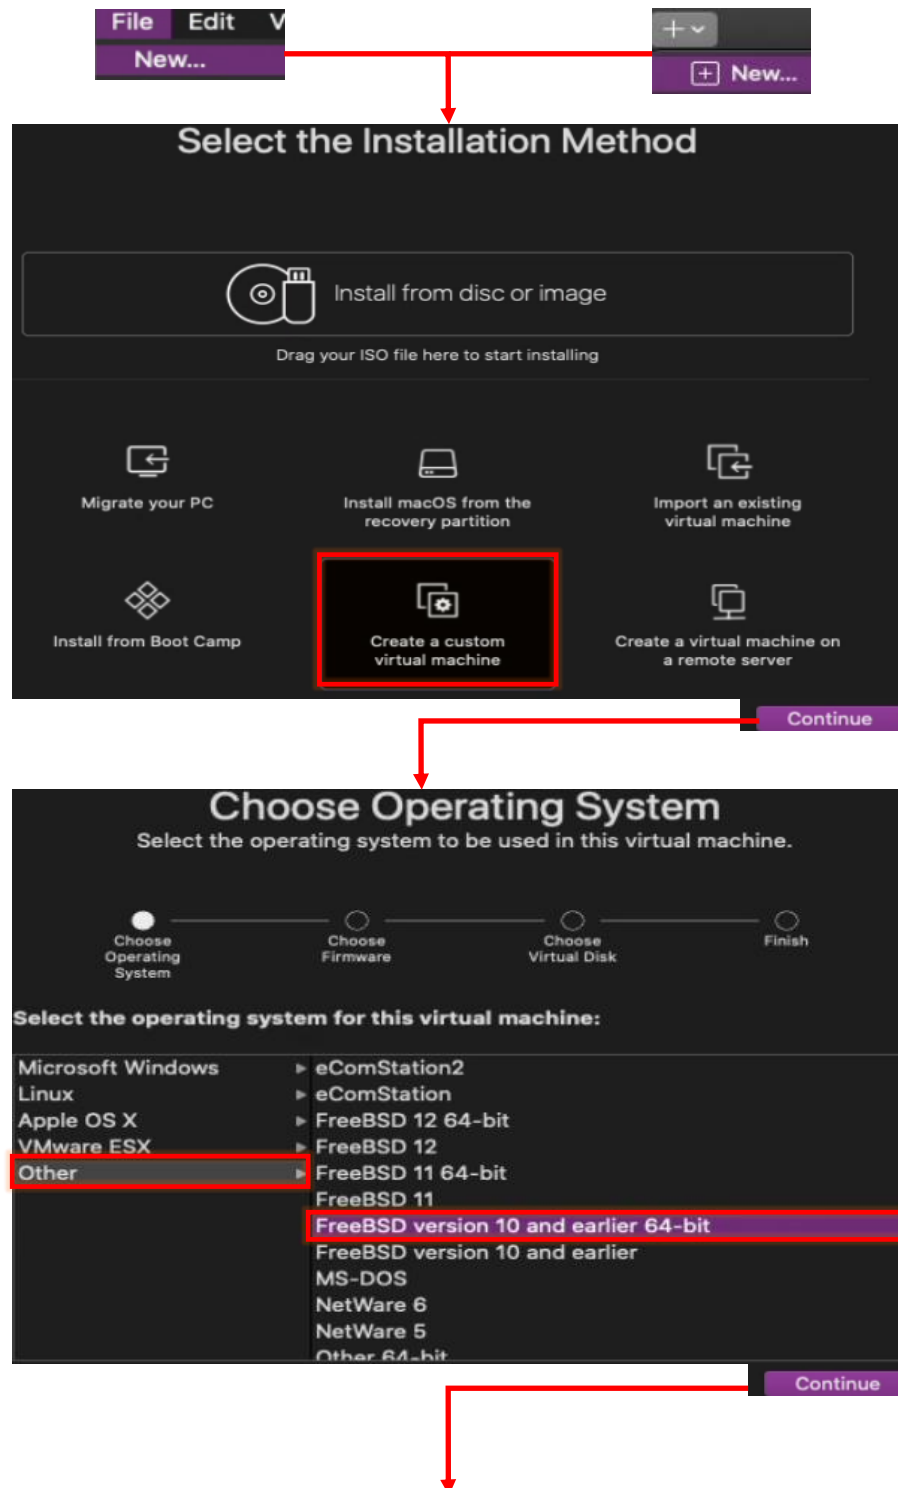 File Edit V
New...
New...
Select the Installation Method
Install from disc or image
Drag your ISO file here to start installing
Migrate your PC
Install macOS from the
recovery partition
Import an existing
virtual machine
Install from Boot Camp
Create a custom
virtual machine
Create a virtual machine on
a remote server
Continue
Choose Operating System
Select the operating system to be used in this virtual machine.
Choose
Operating
System
Choose
Firmware
Choose
Virtual Disk
Finish
Select the operating system for this virtual machine:
Microsoft Windows
Linux
Apple OS X
VMware ESX
Other
eComStation2
eComStation
FreeBSD 12 64-bit
FreeBSD 12
FreeBSD 11 64-bit
FreeBSD 11
FreeBSD version 10 and earlier 64-bit
FreeBSD version 10 and earlier
MS-DOS
NetWare 6
NetWare 5
Other 64-bit
Continue